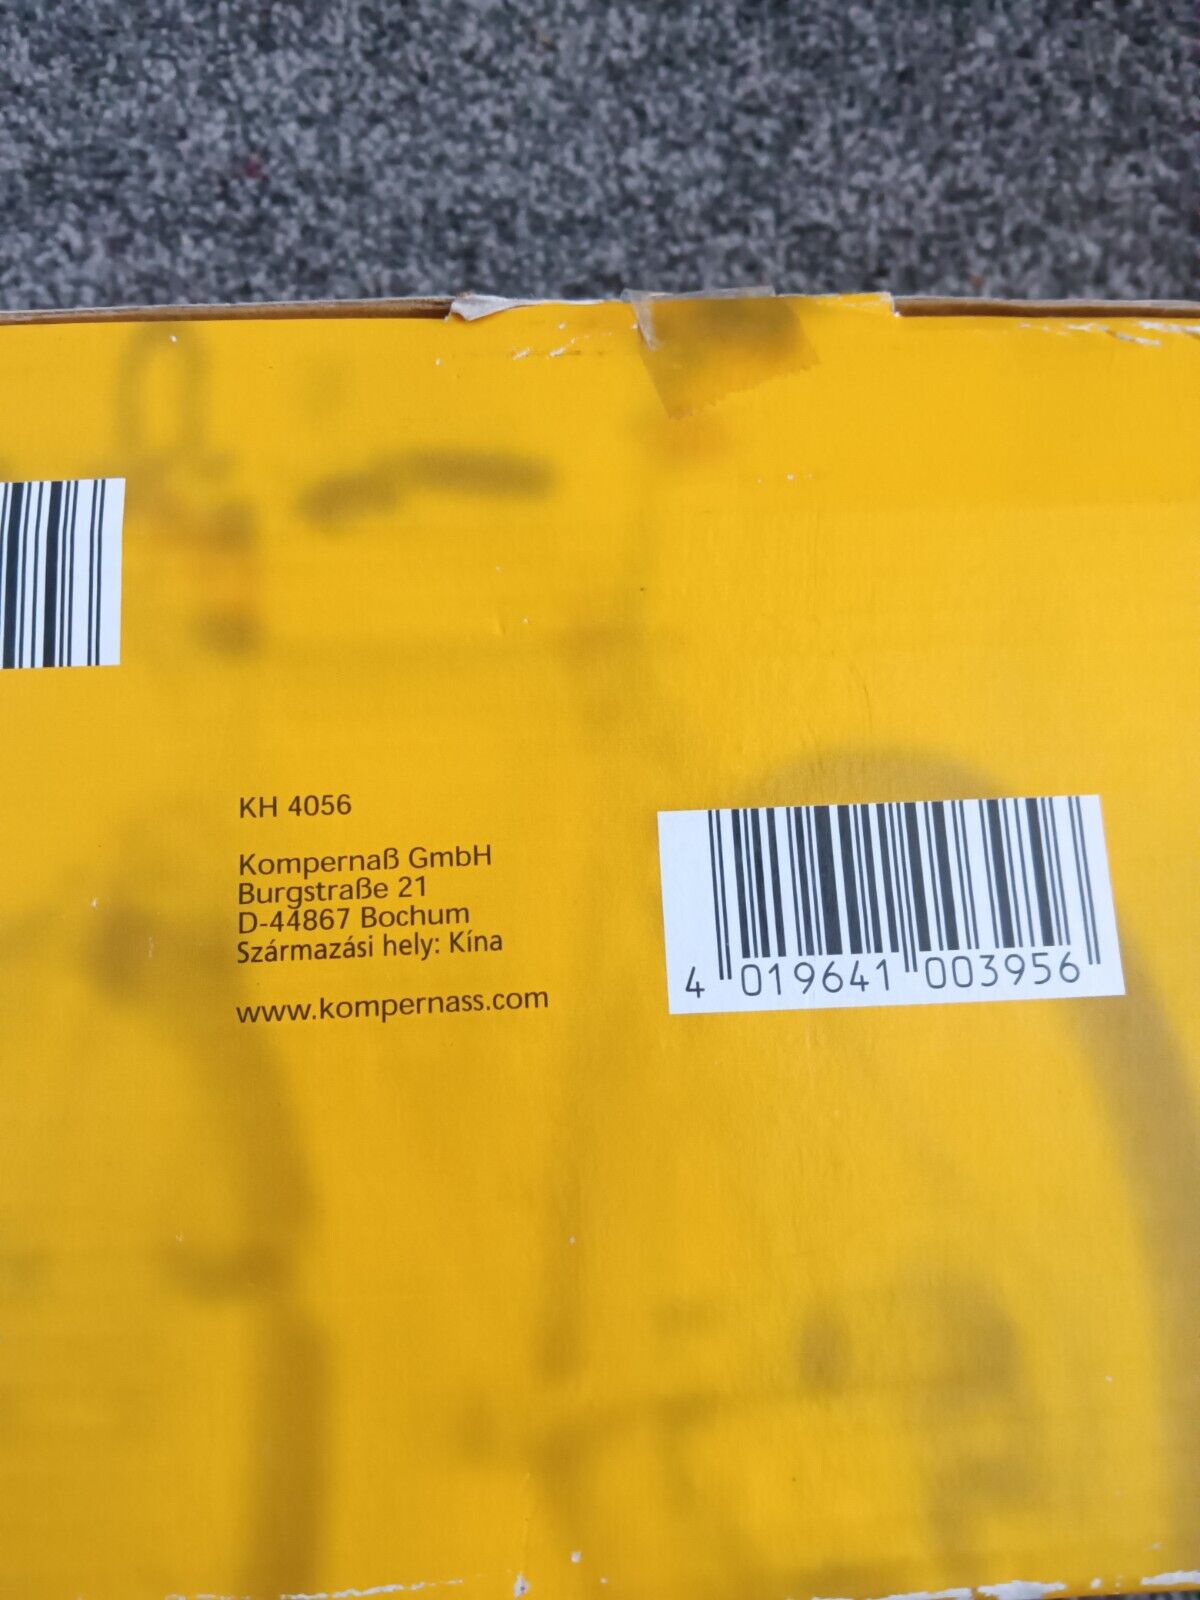 KH 4056
Kompernaß GmbH
Burgstraße 21
D-44867 Bochum
Származási hely: Kína
www.kompernass.com
4 019641 003956